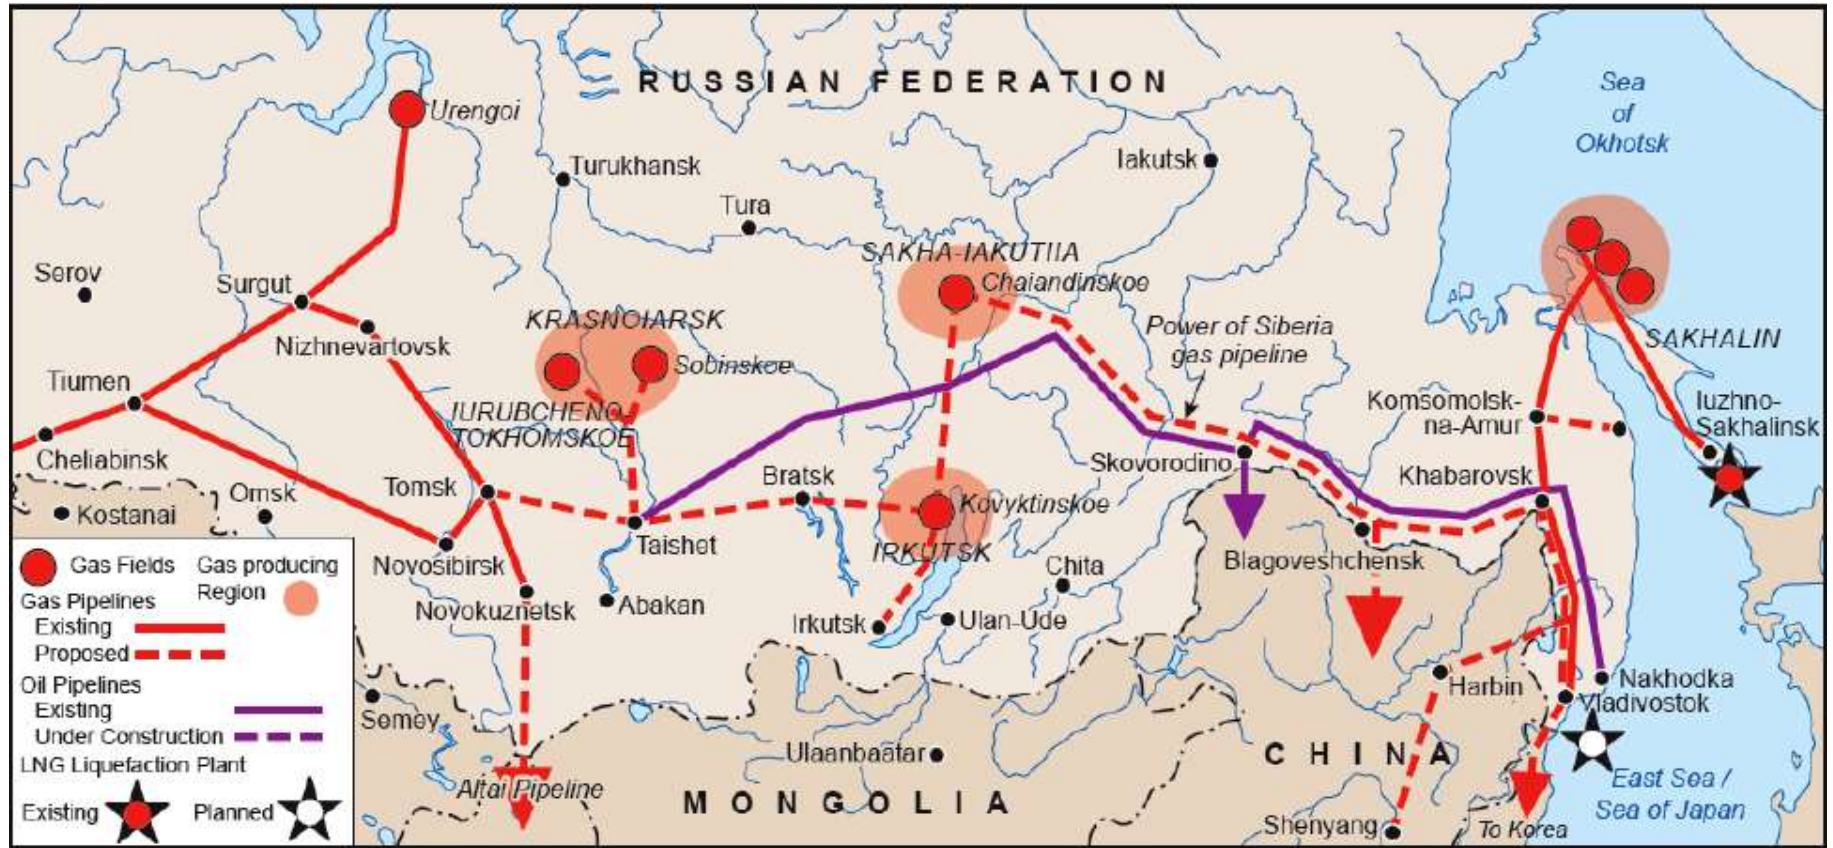 RUSSIAN FEDERATION
Sea
of
Okhotsk
Urengoi
Turukhansk
Iakutsk
Tura
SAKHA-IAKUTIIA
Chaiandinskoe
Serov
Surgut
KRASNOIARSK
Nizhnevartovsk
Sobinskoe
Power of Siberia
gas pipeline
SAKHALIN
Tiumen
IURUBCHENO-
TOKHOMSKOE
Komsomolsk-
na-Amur
Iuzhno-
Sakhalinsk
Cheliabinsk
Skovorodino
Khabarovsk
Omsk
Tomsk
Bratsk
Kovyktinskoe
Kostanai
Taishet
IRKUTSK
Novosibirsk
Chita
Blagoveshchensk
Novokuznetsk
Abakan
Irkutsk
Ulan-Ude
Gas Fields
Gas producing
Region
Gas Pipelines
Existing
Proposed
Oil Pipelines
Existing
Under Construction
LNG Liquefaction Plant
Existing
Planned
Semey
Harbin
Nakhodka
Vladivostok
Ulaanbaatar
CHINA
Altai Pipeline
MONGOLIA
East Sea /
Sea of Japan
Shenyang
To Korea